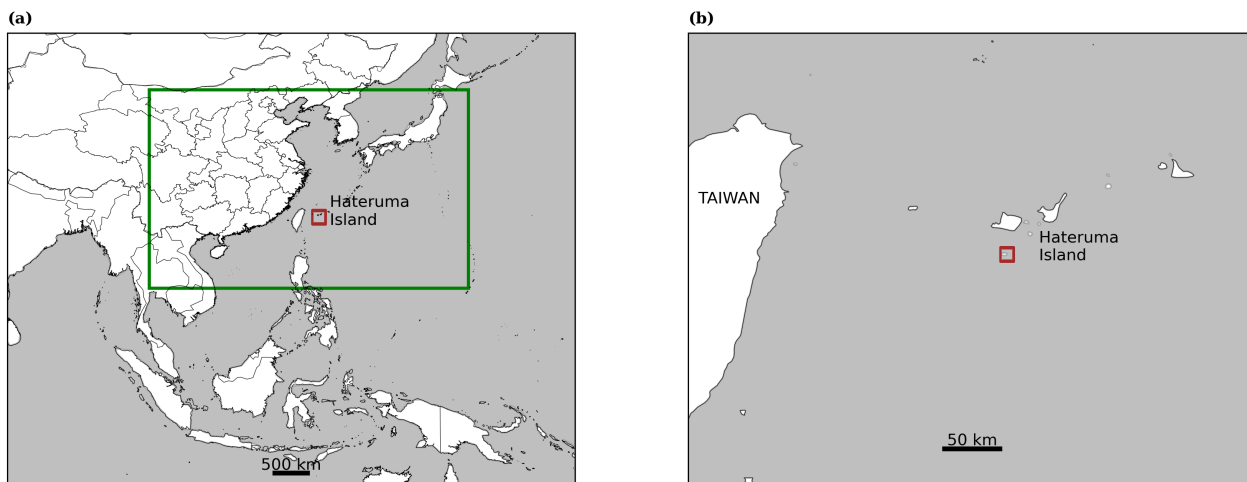 (a)
Hateruma
Island
500 km
(b)
TAIWAN
Hateruma
Island
50 km